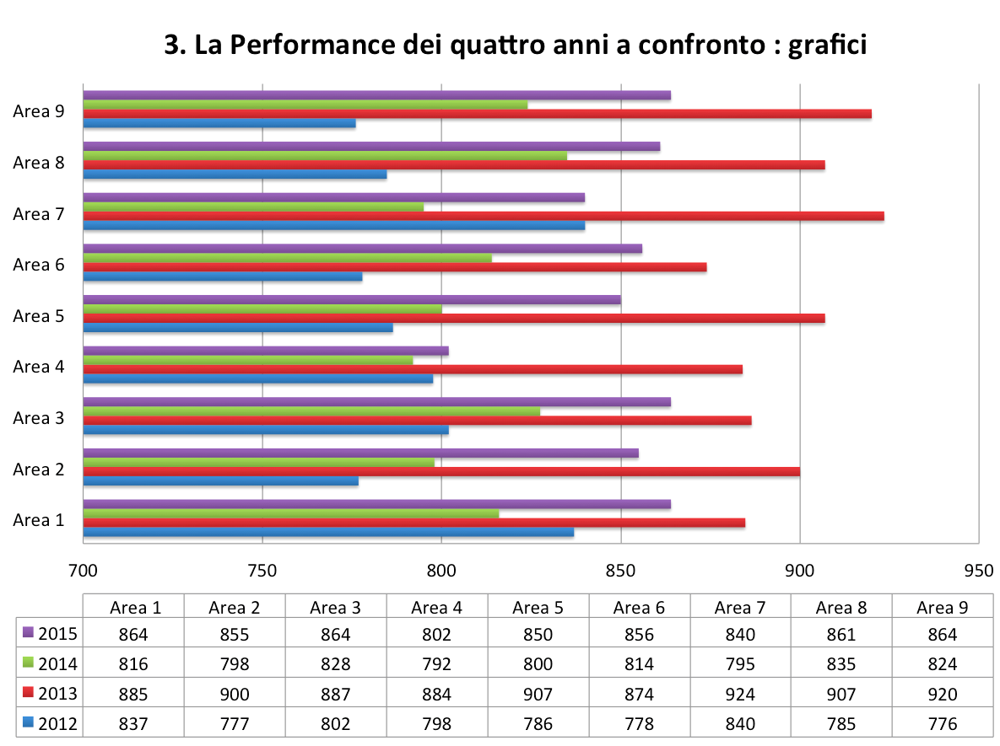 3. La Performance dei quattro anni a confronto : grafici
Area 9
Area 8
Area 7
Area 6
Area 5
Area 4
Area 3
Area 2
Area 1
700 750 800 850 900 950
Area 1 Area 2 Area 3 Area 4 Area 5 Area 6 Area 7 Area 8 Area 9
2015 864 855 864 802 850 856 840 861 864
2014 816 798 828 792 800 814 795 835 824
2013 885 900 887 884 907 874 924 907 920
2012 837 777 802 798 786 778 840 785 776